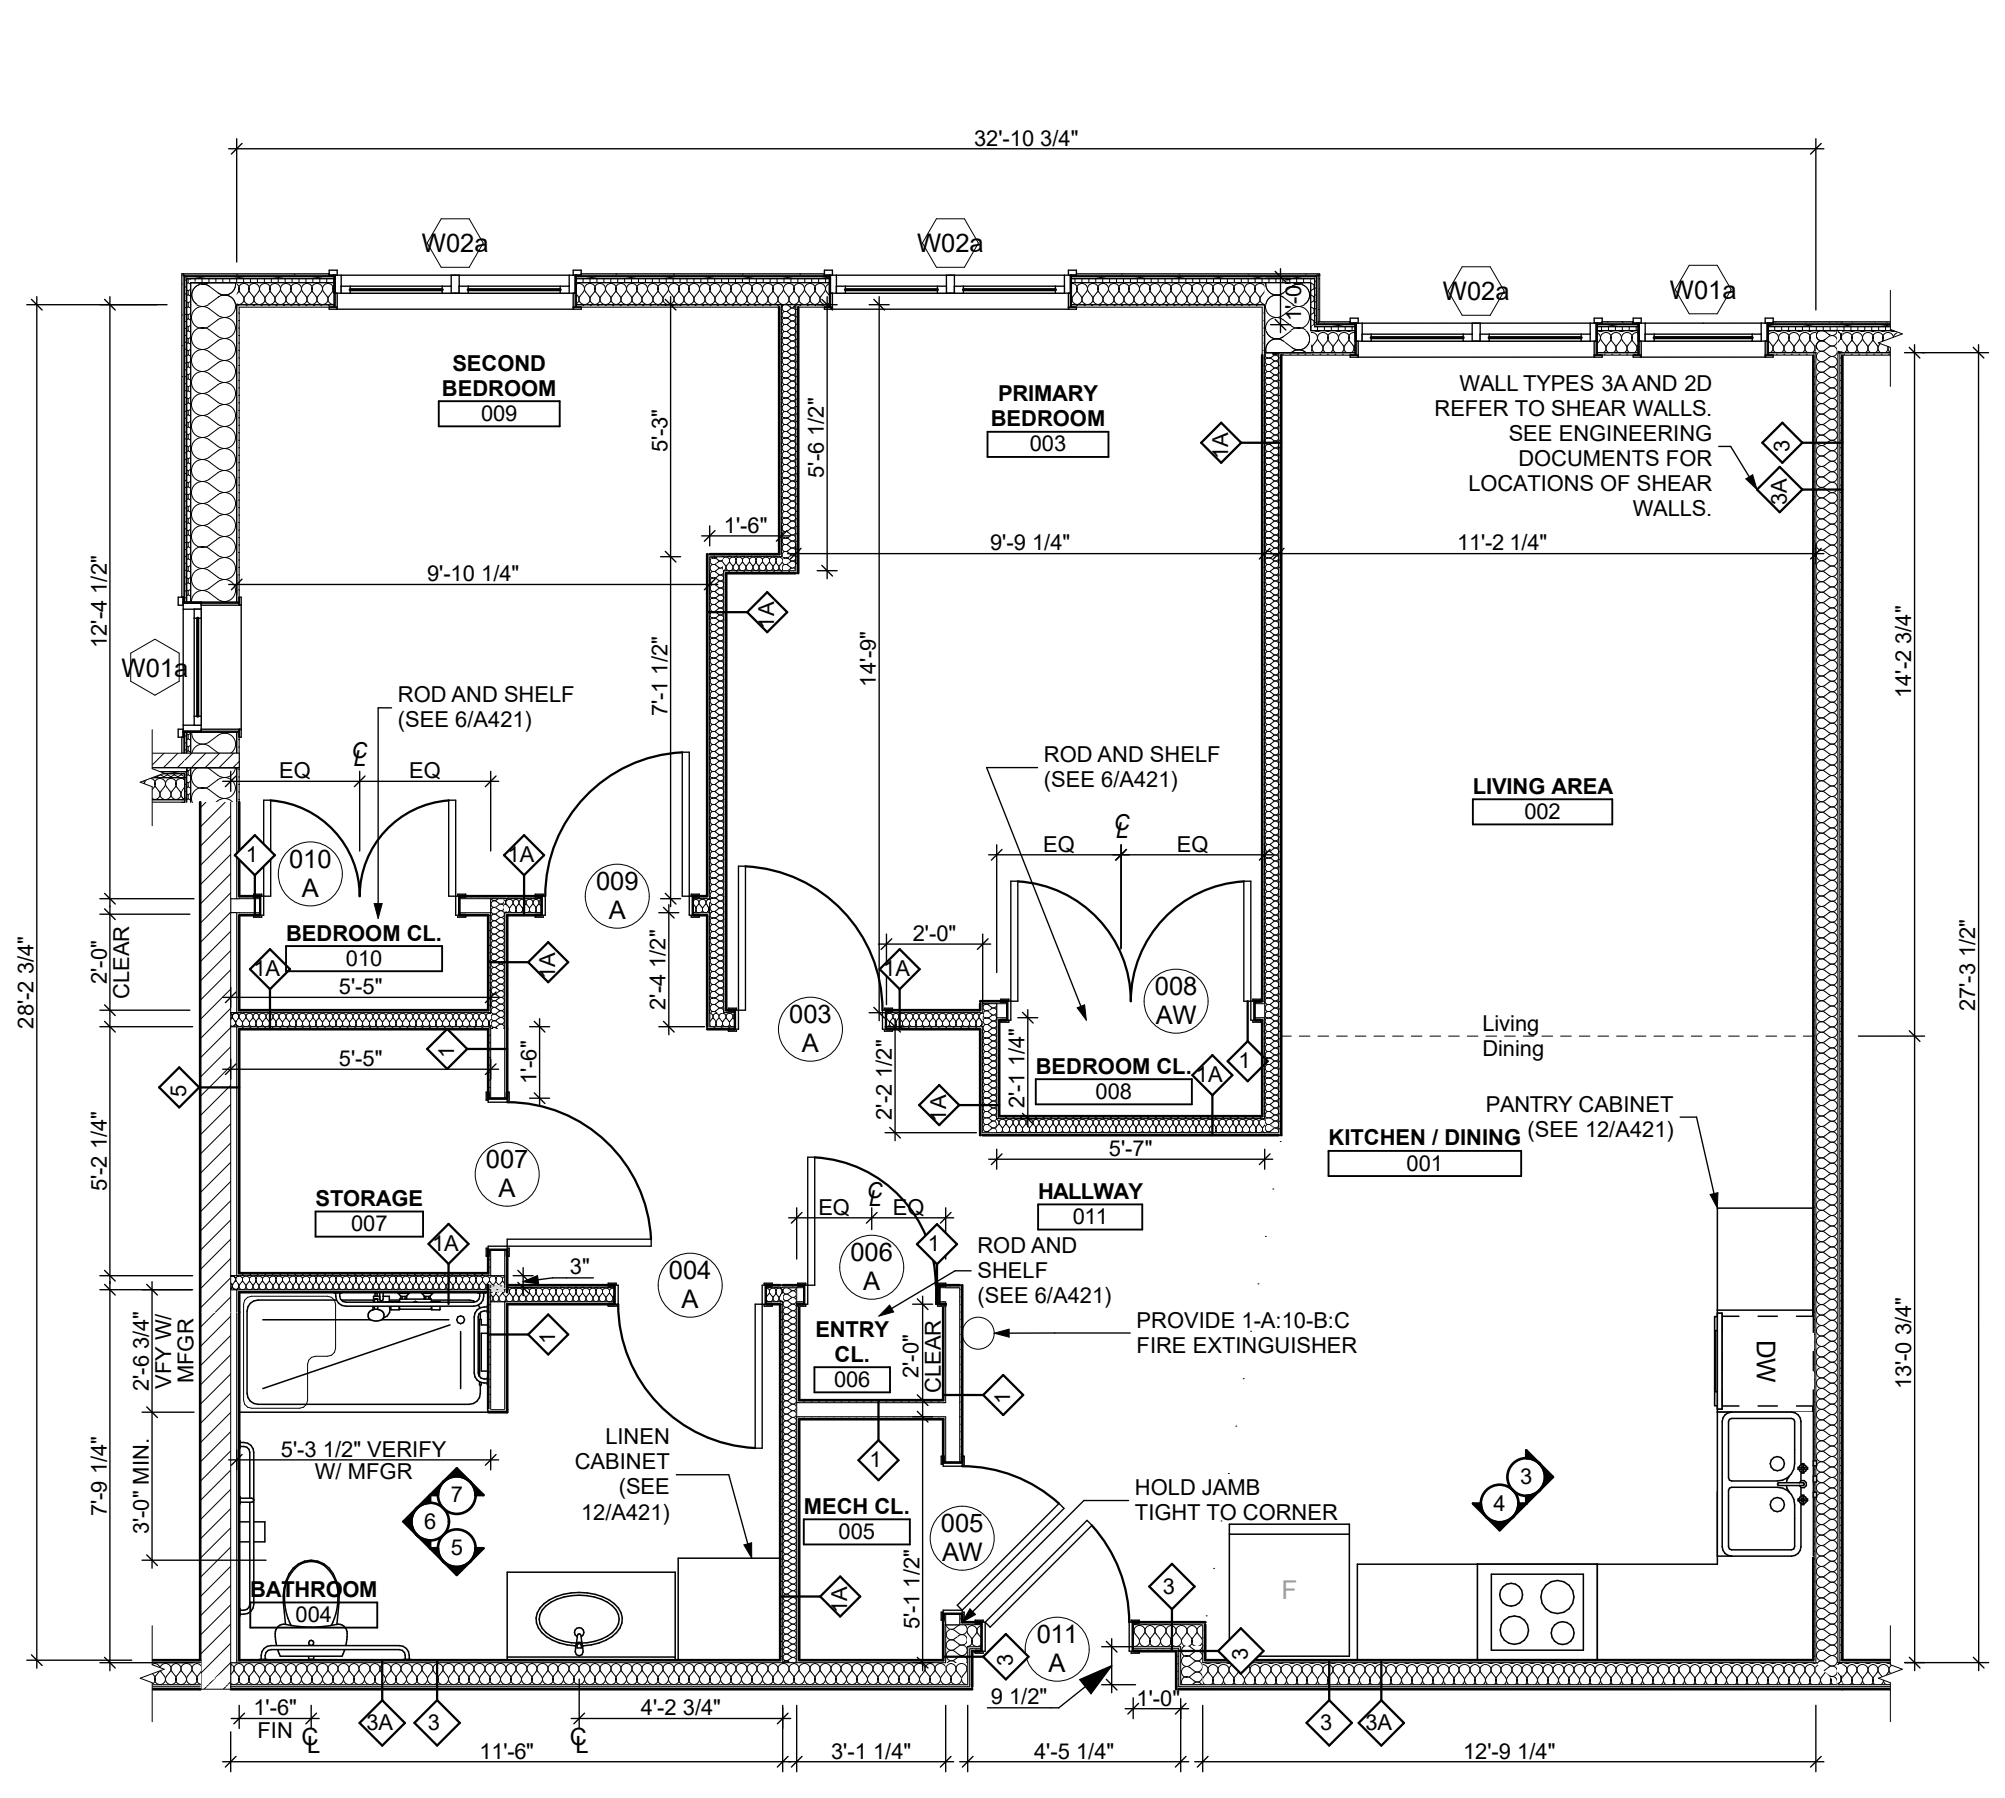 32'-10 3/4"
W02a
W02a
W02a
W01a
1'-0"
SECOND
BEDROOM
009
PRIMARY
BEDROOM
003
WALL TYPES 3A AND 2D
REFER TO SHEAR WALLS.
SEE ENGINEERING
DOCUMENTS FOR
LOCATIONS OF SHEAR
WALLS.
1A
3
3A
5'-3"
5'-6 1/2"
1'-6"
9'-10 1/4"
9'-9 1/4"
11'-2 1/4"
12'-4 1/2"
1A
W01a
7'-1 1/2"
14'-9"
14'-2 3/4"
ROD AND SHELF
(SEE 6/A421)
EQ
CL
EQ
ROD AND SHELF
(SEE 6/A421)
LIVING AREA
002
EQ
CL
EQ
1
010
A
1A
009
A
BEDROOM CL.
010
1A
1A
5'-5"
2'-0"
CLEAR
28'-2 3/4"
2'-4 1/2"
2'-0"
1A
003
A
008
AW
27'-3 1/2"
Living
Dining
1
5'-5"
1'-6"
2'-2 1/2"
2'-1 1/4"
BEDROOM CL.
008
1A
1
1A
5
5'-7"
PANTRY CABINET
(SEE 12/A421)
KITCHEN / DINING
001
5'-2 1/4"
007
A
STORAGE
007
1A
HALLWAY
011
EQ
CL
EQ
1
006
A
ROD AND
SHELF
(SEE 6/A421)
3"
004
A
1
ENTRY
CL.
006
2'-0"
CLEAR
PROVIDE 1-A:10-B:C
FIRE EXTINGUISHER
1
DW
13'-0 3/4"
2'-6 3/4"
VFY W/
MFGR
3'-0" MIN.
7'-9 1/4"
5'-3 1/2" VERIFY
W/ MFGR
LINEN
CABINET
(SEE
12/A421)
1
7
6
5
MECH CL.
005
005
AW
HOLD JAMB
TIGHT TO CORNER
3
4
5'-1 1/2"
1A
BATHROOM
004
F
3
3
3
011
A
9 1/2"
1'-0"
1'-6"
FIN
CL
3A
3
CL
4'-2 3/4"
3
3A
11'-6"
3'-1 1/4"
4'-5 1/4"
12'-9 1/4"